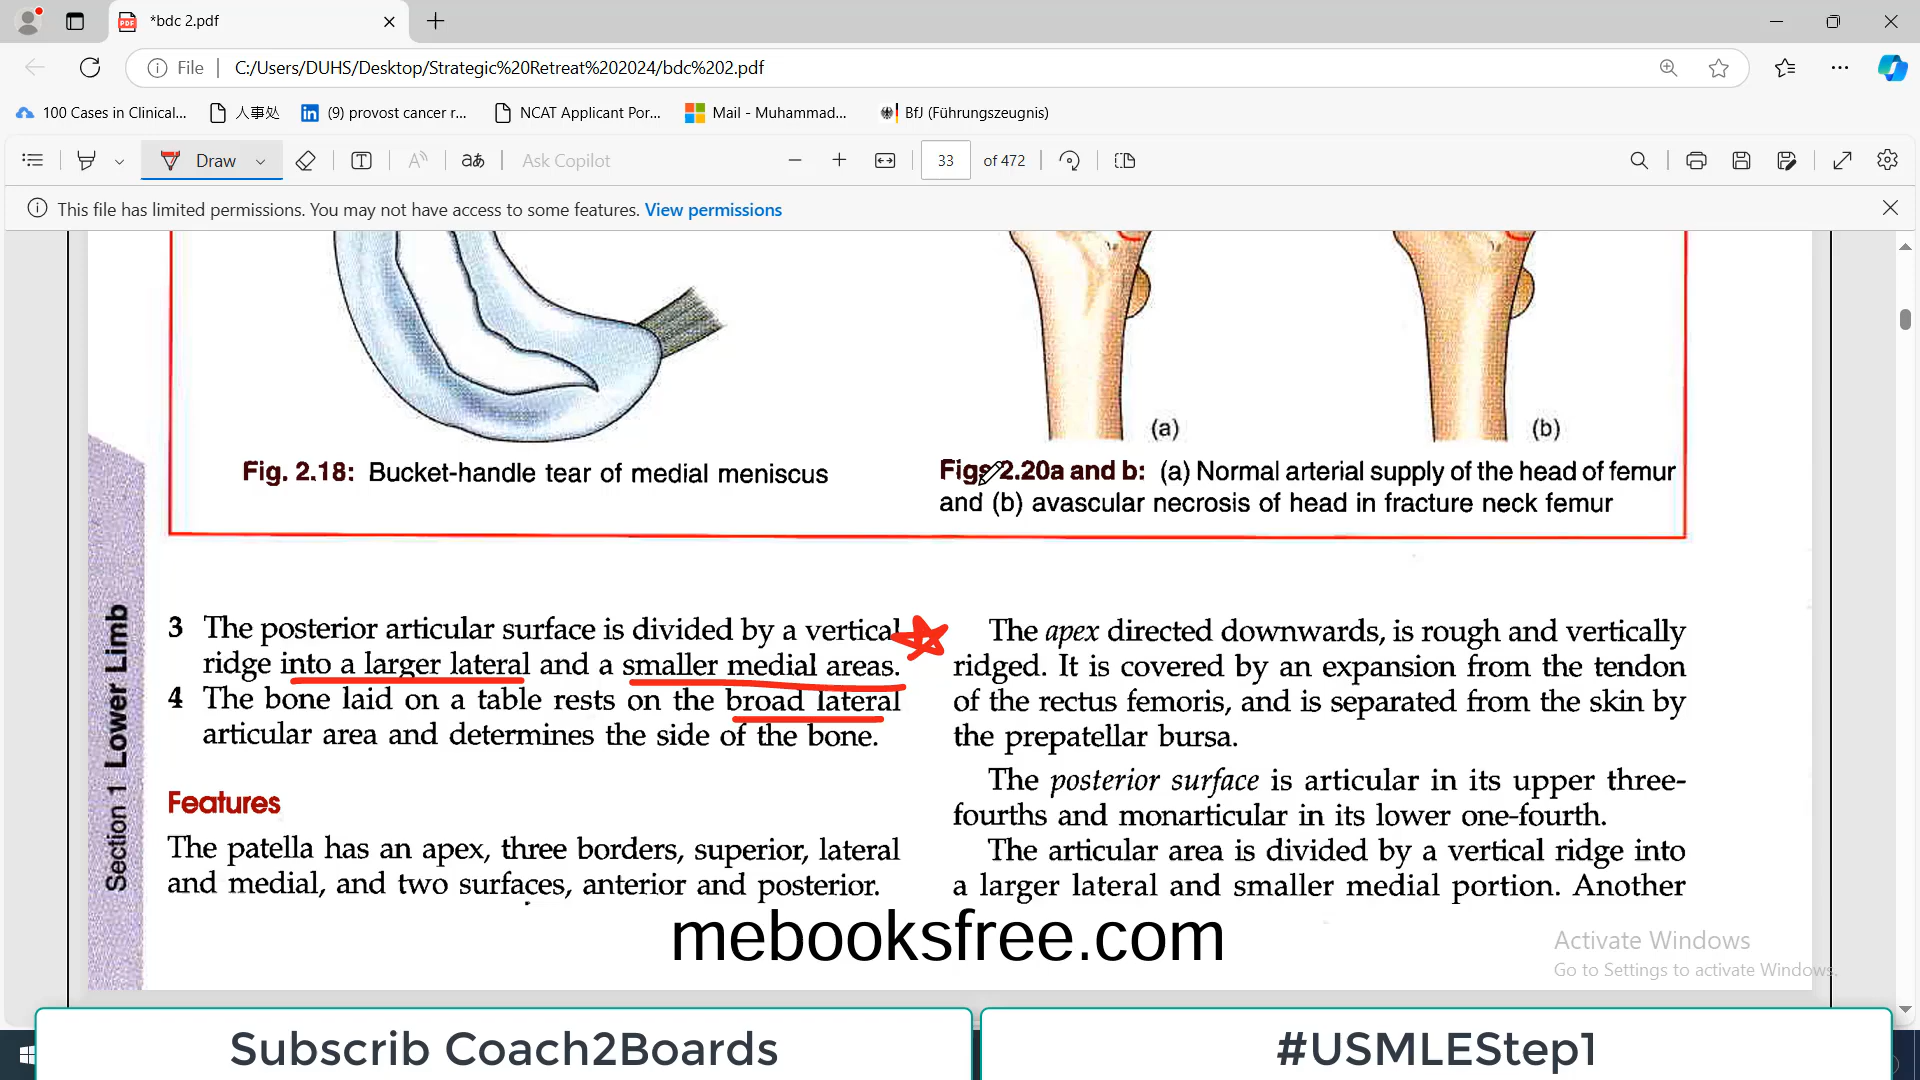 *bdc 2.pdf
File
C:/Users/DUHS/Desktop/Strategic%20Retreat%202024/bdc%202.pdf
100 Cases in Clinical...
人事处
(9) provost cancer r...
NCAT Applicant Por...
Mail - Muhammad...
BfJ (Führungszeugnis)
Draw
Ask Copilot
33 of 472
This file has limited permissions. You may not have access to some features. View permissions
(a)
(b)
Fig. 2.18: Bucket-handle tear of medial meniscus
Figs 2.20a and b: (a) Normal arterial supply of the head of femur
and (b) avascular necrosis of head in fracture neck femur
Section 1 Lower Limb
3 The posterior articular surface is divided by a vertical
ridge into a larger lateral and a smaller medial areas.
4 The bone laid on a table rests on the broad lateral
articular area and determines the side of the bone.
Features
The patella has an apex, three borders, superior, lateral
and medial, and two surfaces, anterior and posterior.
The apex directed downwards, is rough and vertically
ridged. It is covered by an expansion from the tendon
of the rectus femoris, and is separated from the skin by
the prepatellar bursa.
The posterior surface is articular in its upper three-
fourths and monarticular in its lower one-fourth.
The articular area is divided by a vertical ridge into
a larger lateral and smaller medial portion. Another
mebooksfree.com
Activate Windows
Go to Settings to activate Windows.
Subscrib Coach2Boards
#USMLEStep1